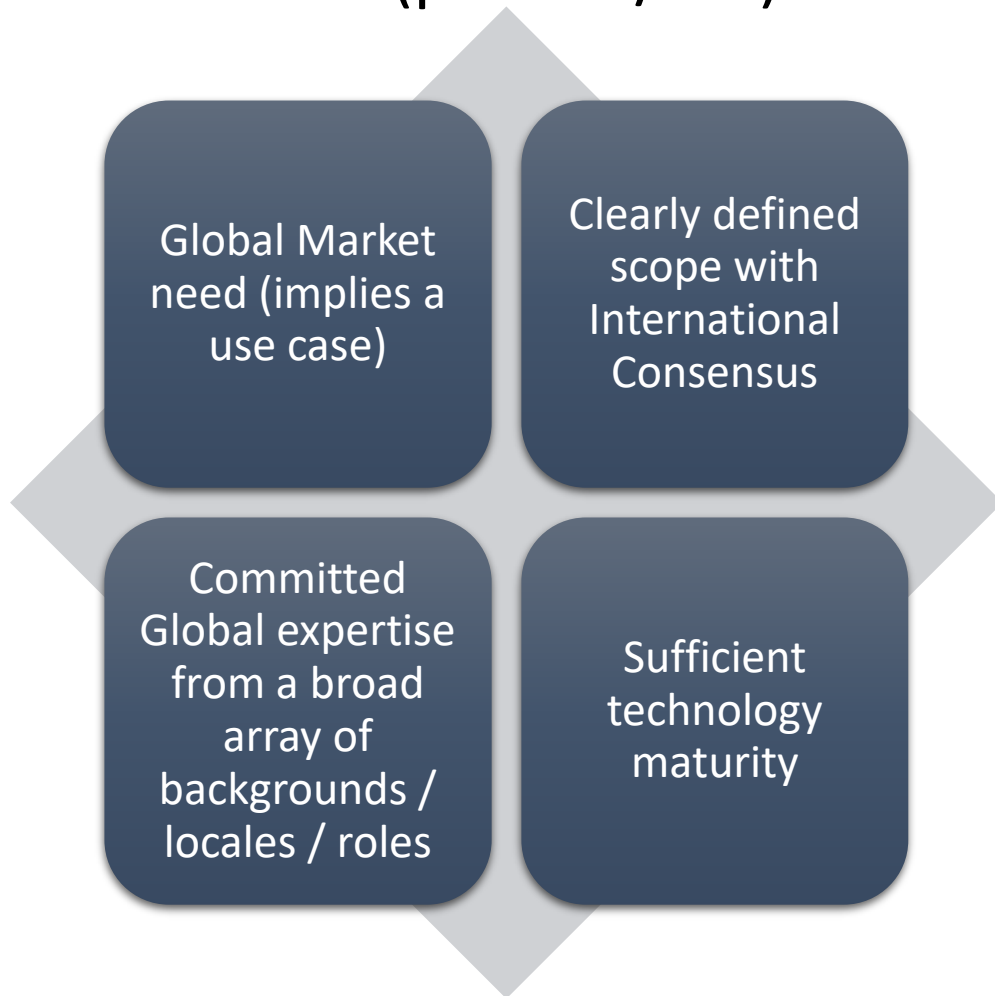 Global Market
need (implies a
use case)
Clearly defined
scope with
International
Consensus
Committed
Global expertise
from a broad
array of
backgrounds /
locales / roles
Sufficient
technology
maturity